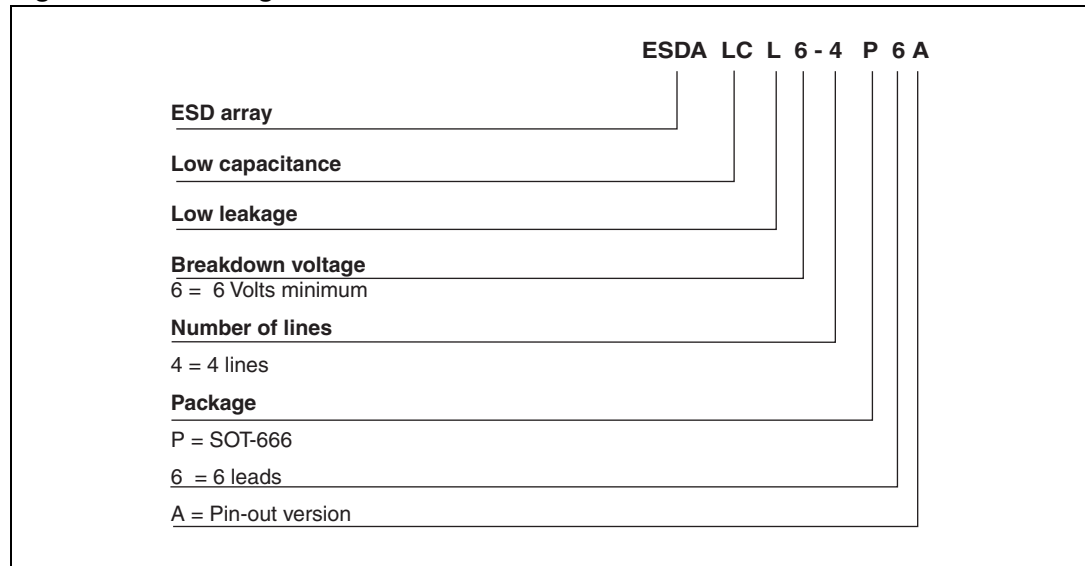 ESDA LC L 6 - 4 P 6 A
ESD array
Low capacitance
Low leakage
Breakdown voltage
6 = 6 Volts minimum
Number of lines
4 = 4 lines
Package
P = SOT-666
6 = 6 leads
A = Pin-out version